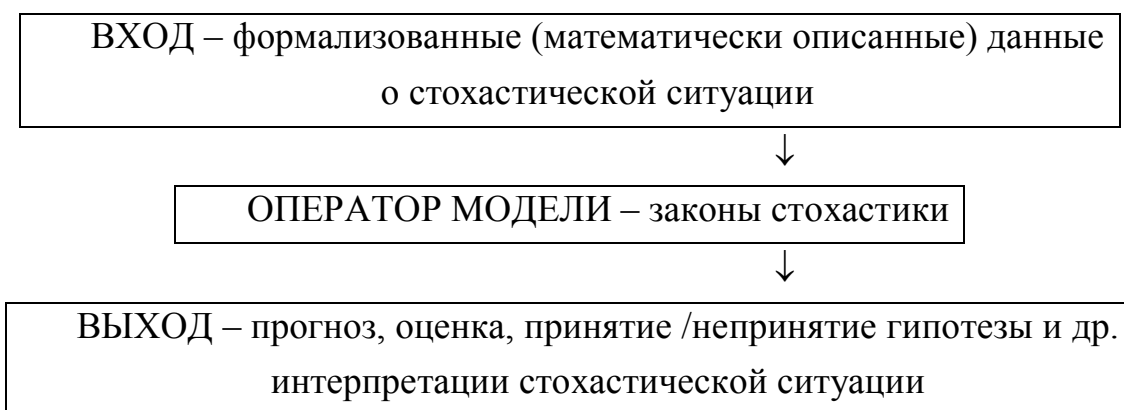 ВХОД – формализованные (математически описанные) данные
о стохастической ситуации
↓
ОПЕРАТОР МОДЕЛИ – законы стохастики
↓
ВЫХОД – прогноз, оценка, принятие /непринятие гипотезы и др.
интерпретации стохастической ситуации